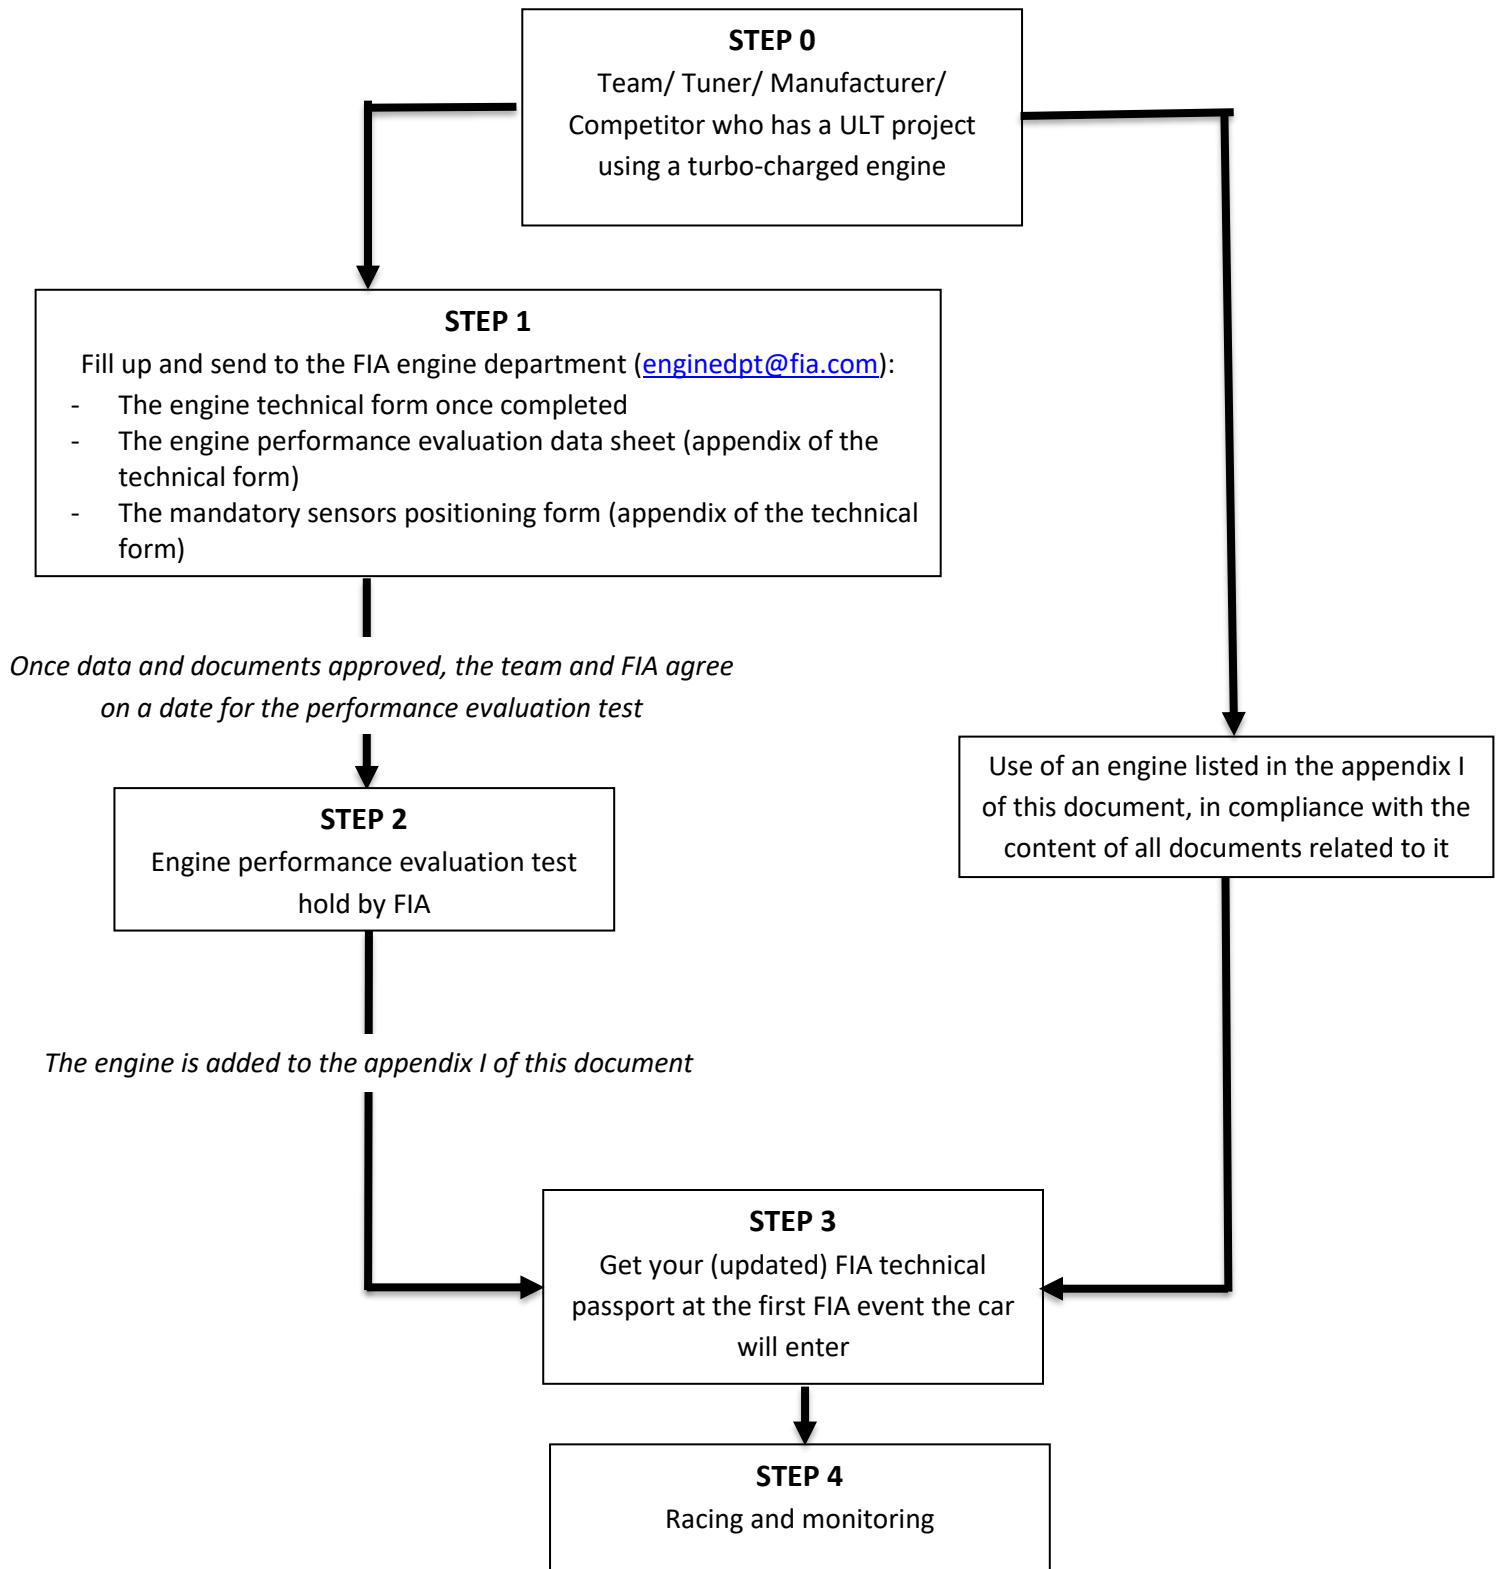 STEP 0
Team/ Tuner/ Manufacturer/
Competitor who has a ULT project
using a turbo-charged engine
STEP 1
Fill up and send to the FIA engine department (enginedpt@fia.com):
- The engine technical form once completed
- The engine performance evaluation data sheet (appendix of the
technical form)
- The mandatory sensors positioning form (appendix of the technical
form)
Once data and documents approved, the team and FIA agree
on a date for the performance evaluation test
Use of an engine listed in the appendix I
of this document, in compliance with the
content of all documents related to it
STEP 2
Engine performance evaluation test
hold by FIA
The engine is added to the appendix I of this document
STEP 3
Get your (updated) FIA technical
passport at the first FIA event the car
will enter
STEP 4
Racing and monitoring